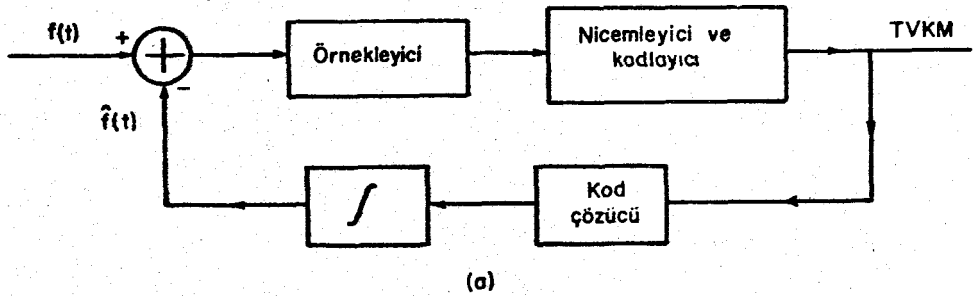 f(t)
+
Örnekleyici
Nicemleyici ve
kodlayıcı
TVKM
−
f̂(t)
∫
Kod
çözücü
(a)